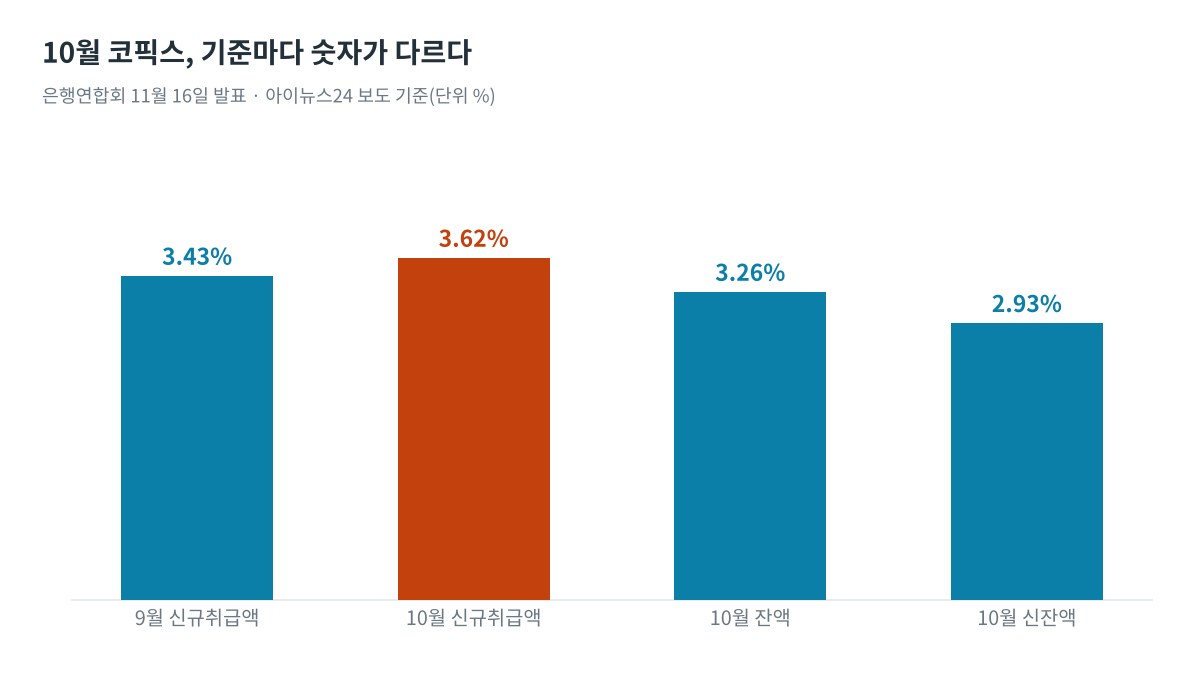 10월 코픽스, 기준마다 숫자가 다르다
은행연합회 11월 16일 발표 · 아이뉴스24 보도 기준(단위 %)
3.43%
3.62%
3.26%
2.93%
9월 신규취급액
10월 신규취급액
10월 잔액
10월 신잔액